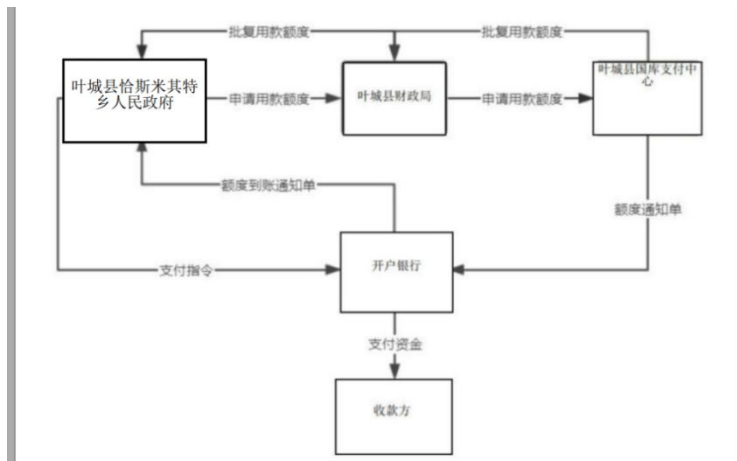 批复用款额度
批复用款额度
叶城县恰斯米其特
乡人民政府
申请用款额度
叶城县财政局
申请用款额度
叶城县国库支付中
心
额度到账通知单
额度通知单
支付指令
开户银行
支付资金
收款方